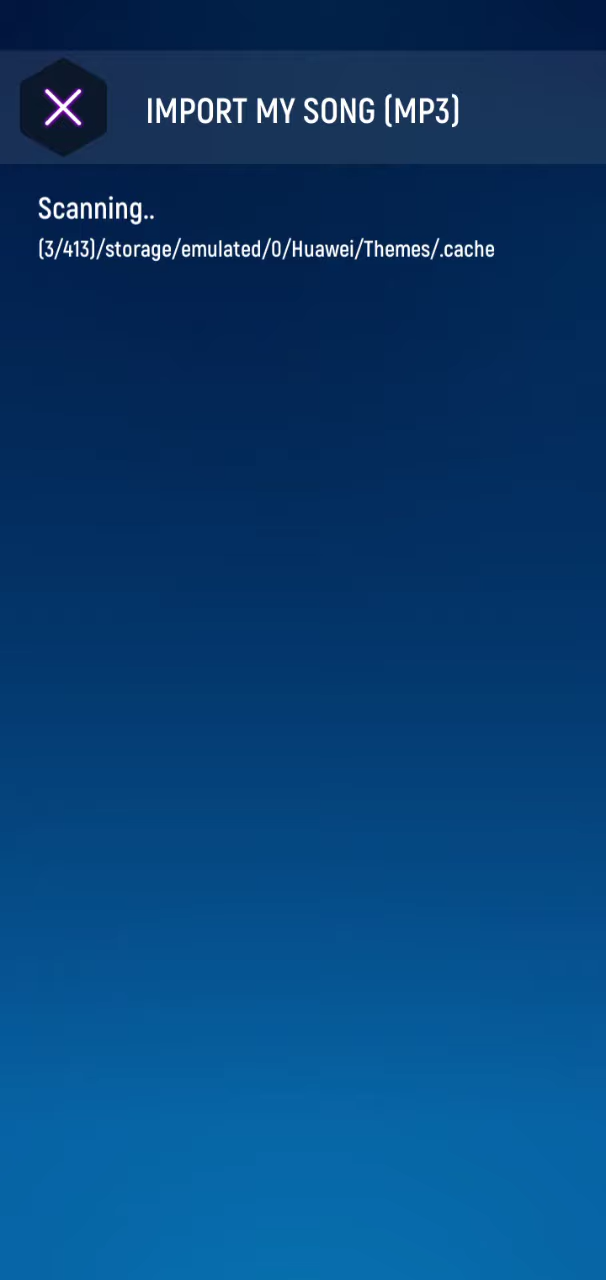 IMPORT MY SONG (MP3)
Scanning..
(3/413)/storage/emulated/0/Huawei/Themes/.cache